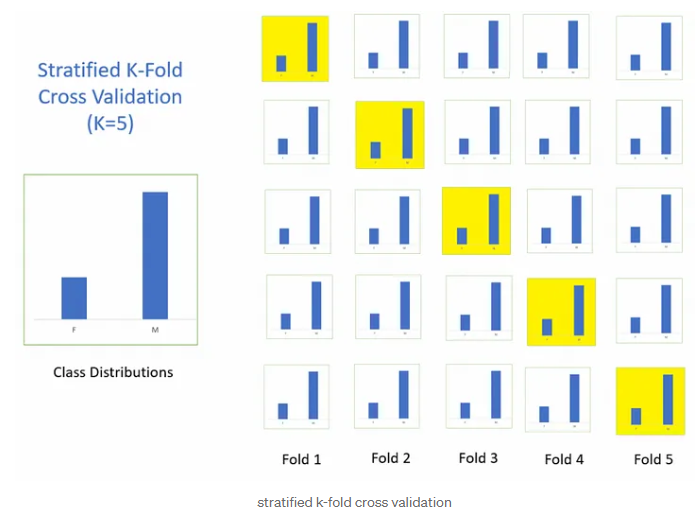 Stratified K-Fold
Cross Validation
(K=5)
F M
Class Distributions
Fold 1 Fold 2 Fold 3 Fold 4 Fold 5
stratified k-fold cross validation